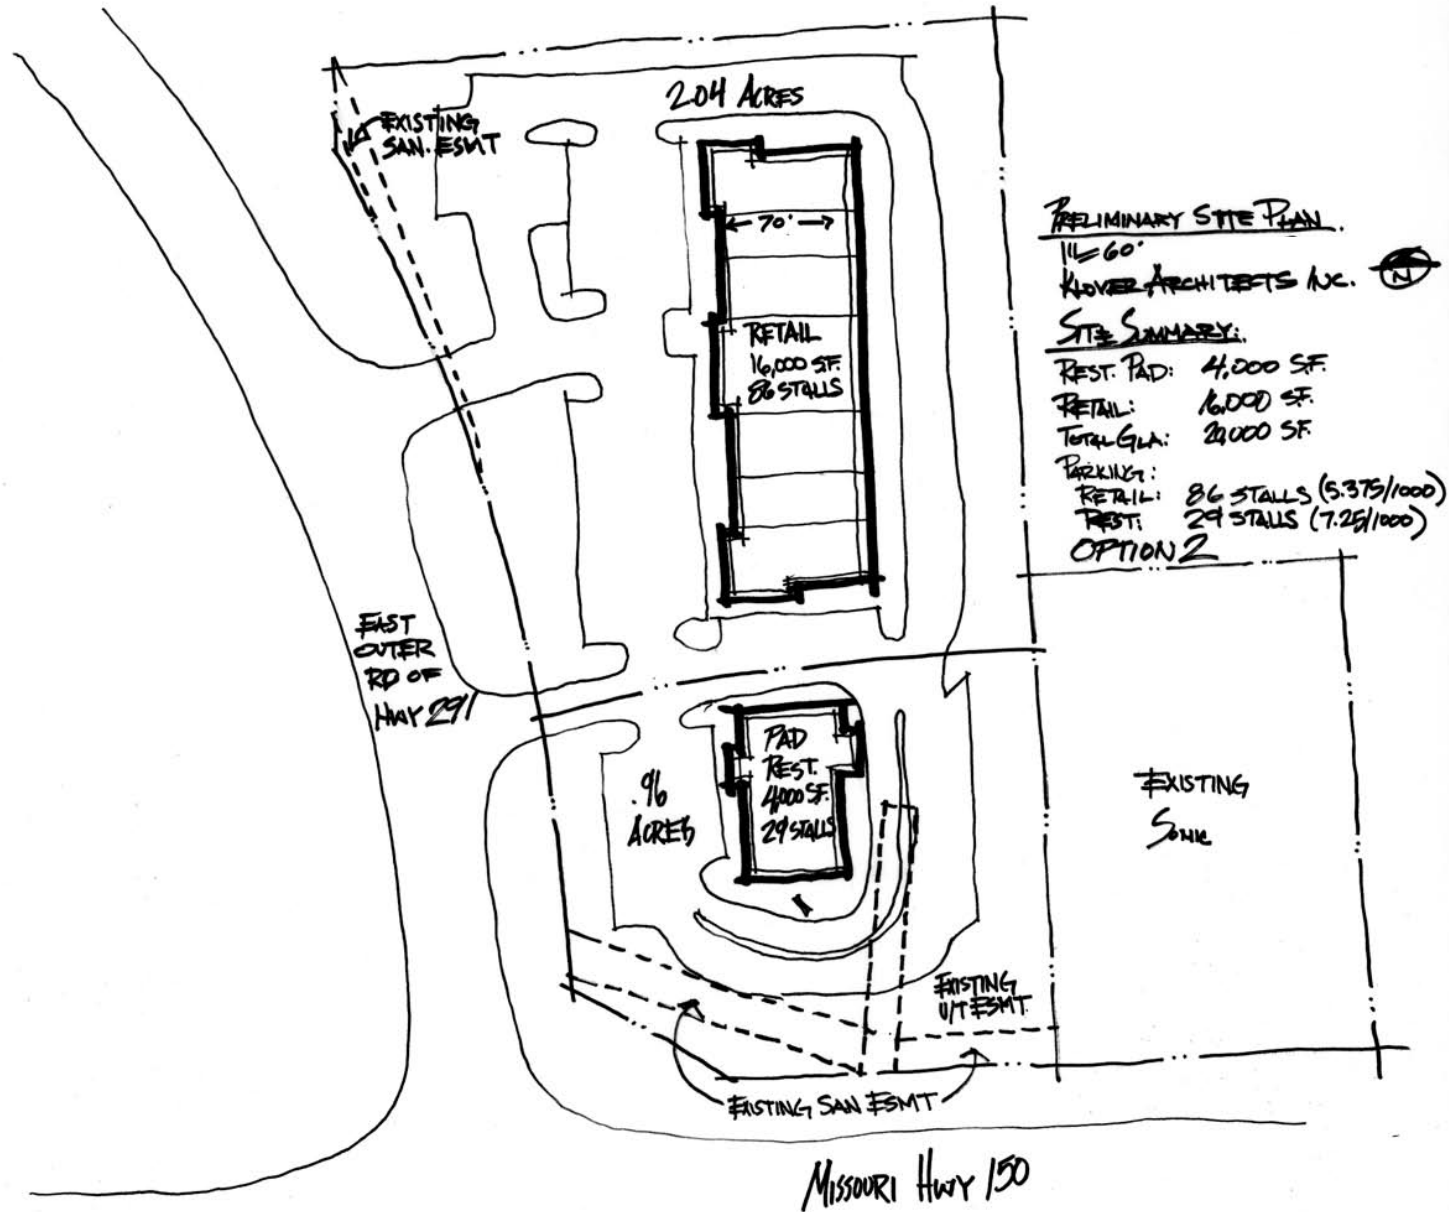 2.04 ACRES
EXISTING
SAN. ESMT
70'
RETAIL
16,000 SF.
86 STALLS
PRELIMINARY SITE PLAN
1"=60'
KLOVER ARCHITECTS INC.
N
SITE SUMMARY:
REST. PAD: 4,000 SF.
RETAIL: 16,000 SF.
TOTAL GLA: 20,000 SF.
PARKING:
RETAIL: 86 STALLS (5.375/1000)
REST: 29 STALLS (7.25/1000)
OPTION 2
EAST
OUTER
RD OF
HWY 291
PAD
REST.
4,000 SF.
29 STALLS
.96
ACRES
EXISTING
SONIC
EXISTING
U/T ESMT
EXISTING SAN ESMT
MISSOURI HWY 150